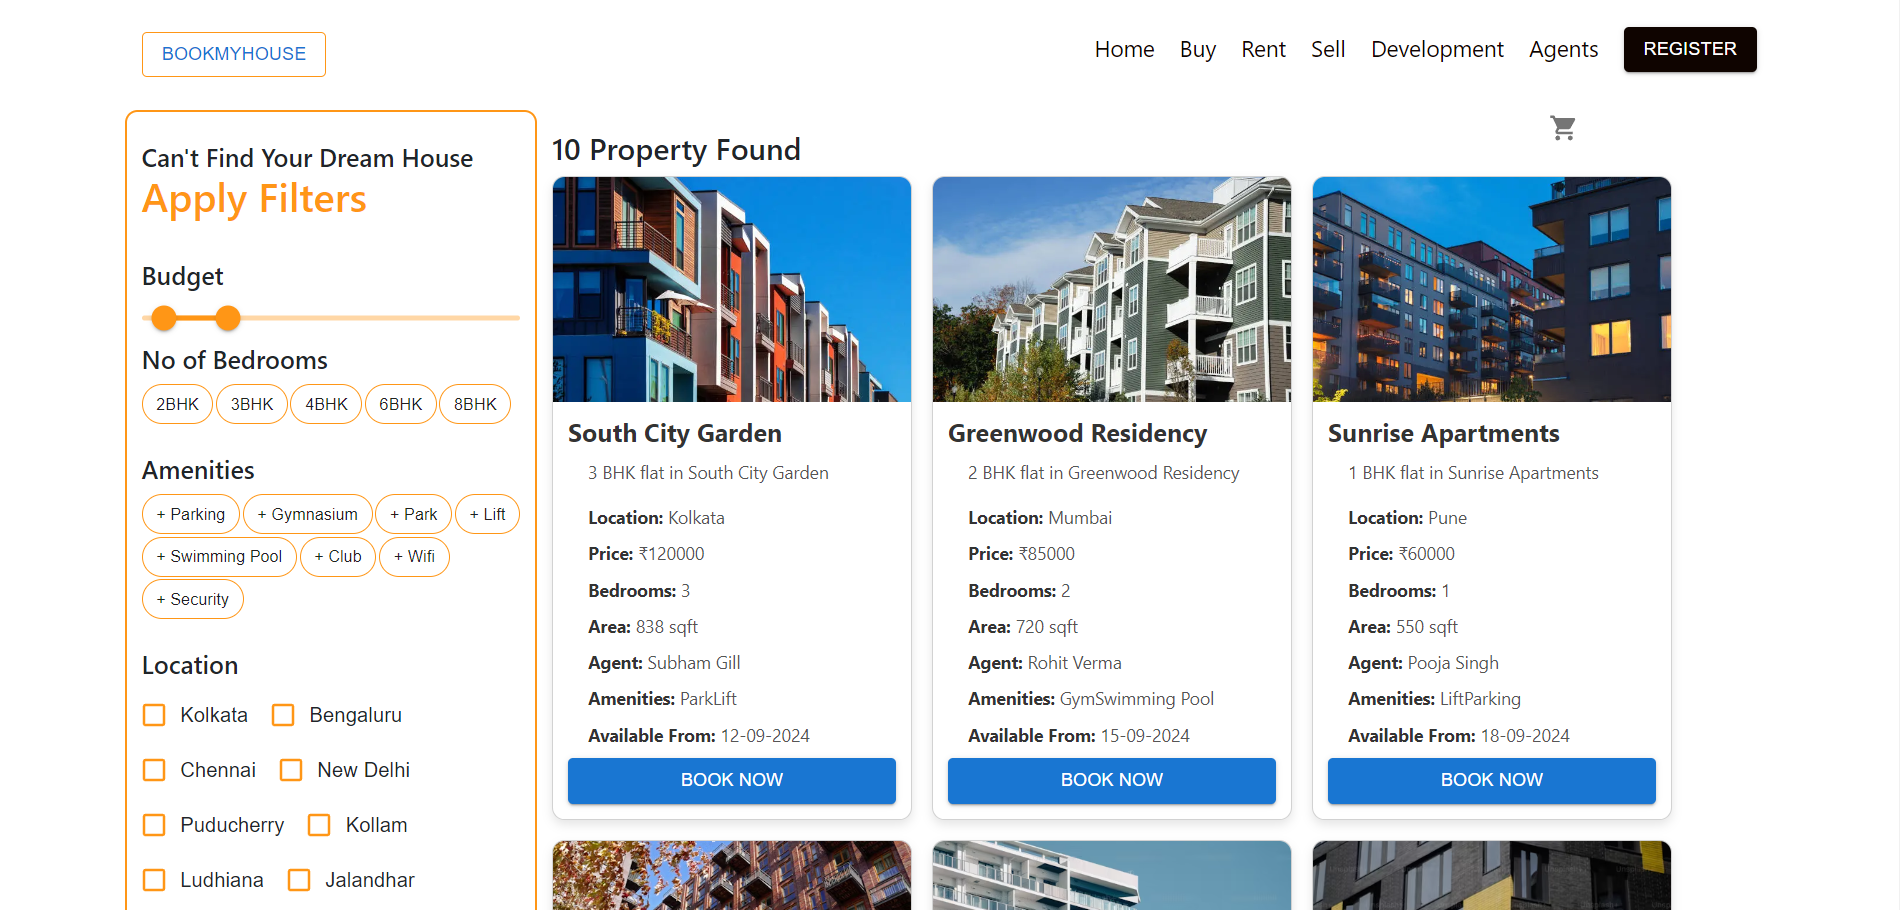 BOOKMYHOUSE
Home Buy Rent Sell Development Agents REGISTER
Can't Find Your Dream House
Apply Filters
Budget
No of Bedrooms
2BHK 3BHK 4BHK 6BHK 8BHK
Amenities
+ Parking + Gymnasium + Park + Lift
+ Swimming Pool + Club + Wifi
+ Security
Location
Kolkata Bengaluru
Chennai New Delhi
Puducherry Kollam
Ludhiana Jalandhar
10 Property Found
South City Garden
3 BHK flat in South City Garden
Location: Kolkata
Price: ₹120000
Bedrooms: 3
Area: 838 sqft
Agent: Subham Gill
Amenities: ParkLift
Available From: 12-09-2024
BOOK NOW
Greenwood Residency
2 BHK flat in Greenwood Residency
Location: Mumbai
Price: ₹85000
Bedrooms: 2
Area: 720 sqft
Agent: Rohit Verma
Amenities: GymSwimming Pool
Available From: 15-09-2024
BOOK NOW
Sunrise Apartments
1 BHK flat in Sunrise Apartments
Location: Pune
Price: ₹60000
Bedrooms: 1
Area: 550 sqft
Agent: Pooja Singh
Amenities: LiftParking
Available From: 18-09-2024
BOOK NOW